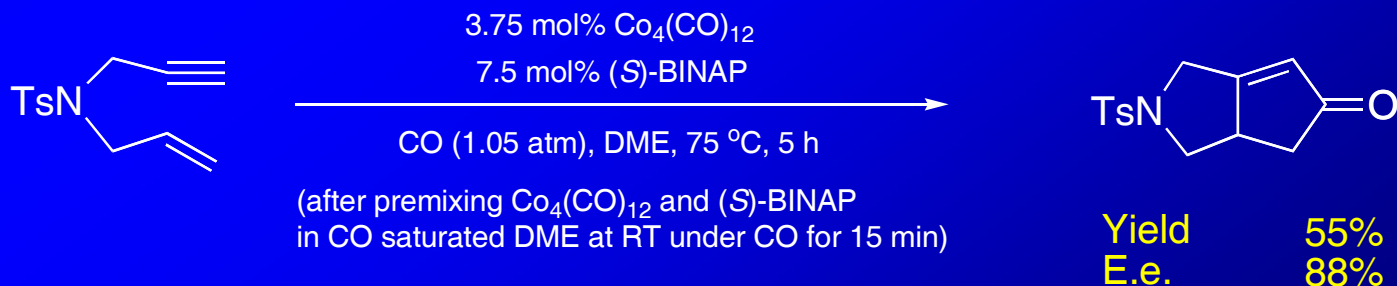 3.75 mol% Co₄(CO)₁₂
7.5 mol% (S)-BINAP
TsN
CO (1.05 atm), DME, 75 °C, 5 h
(after premixing Co₄(CO)₁₂ and (S)-BINAP
in CO saturated DME at RT under CO for 15 min)
TsN
O
Yield 55%
E.e. 88%